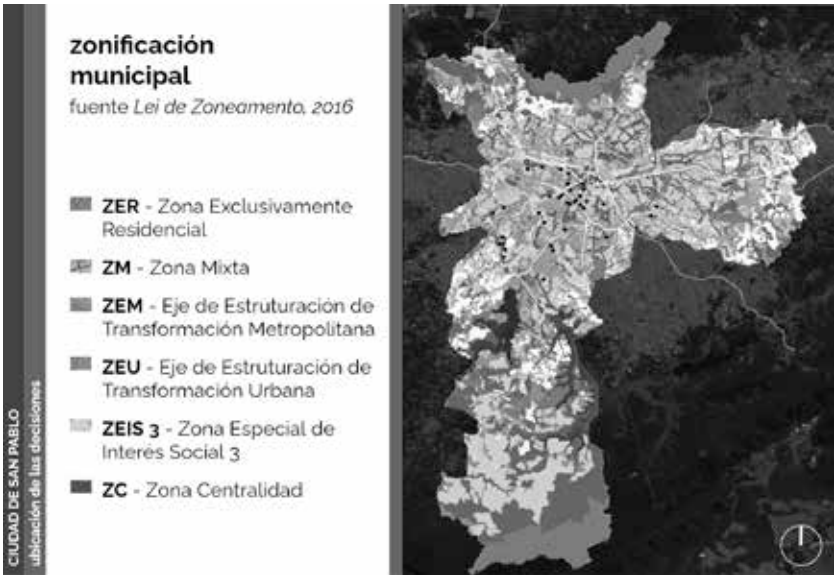 zonificación
municipal
fuente Lei de Zoneamento, 2016
ZER - Zona Exclusivamente
Residencial
ZM - Zona Mixta
ZEM - Eje de Estruturación de
Transformación Metropolitana
ZEU - Eje de Estruturación de
Transformación Urbana
ZEIS 3 - Zona Especial de
Interés Social 3
ZC - Zona Centralidad
CIUDAD DE SAN PABLO
ubicación de las decisiones